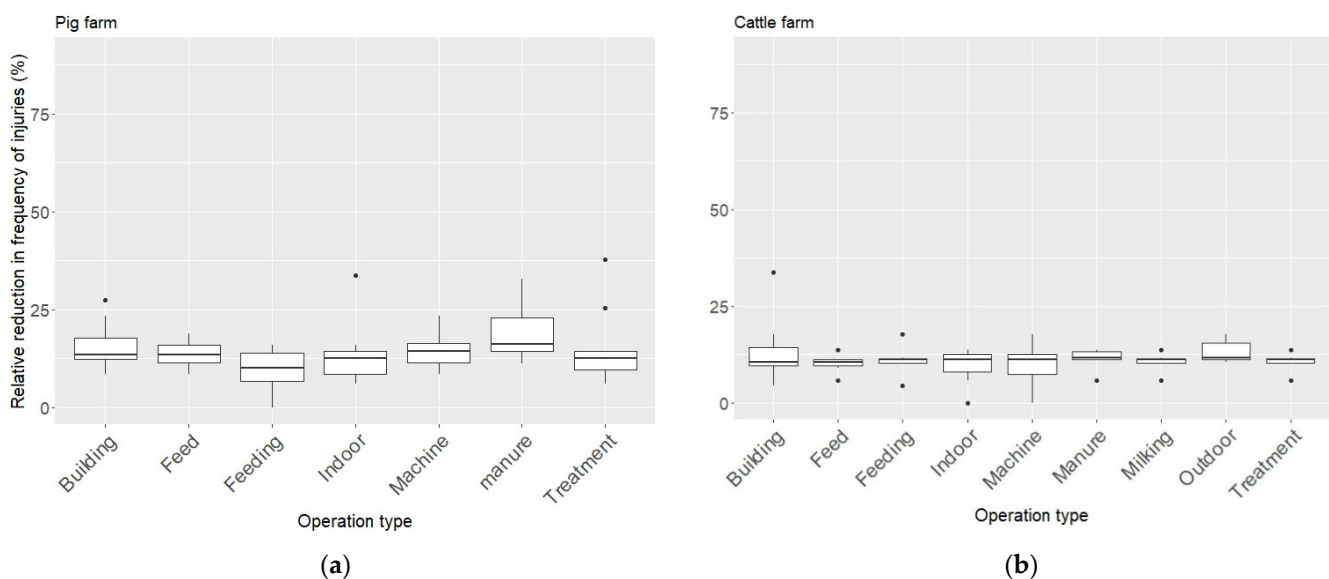 Pig farm
Relative reduction in frequency of injuries (%)
75
50
25
0
Building
Feed
Feeding
Indoor
Machine
manure
Treatment
Operation type
(a)
Cattle farm
75
50
25
0
Building
Feed
Feeding
Indoor
Machine
Manure
Milking
Outdoor
Treatment
Operation type
(b)